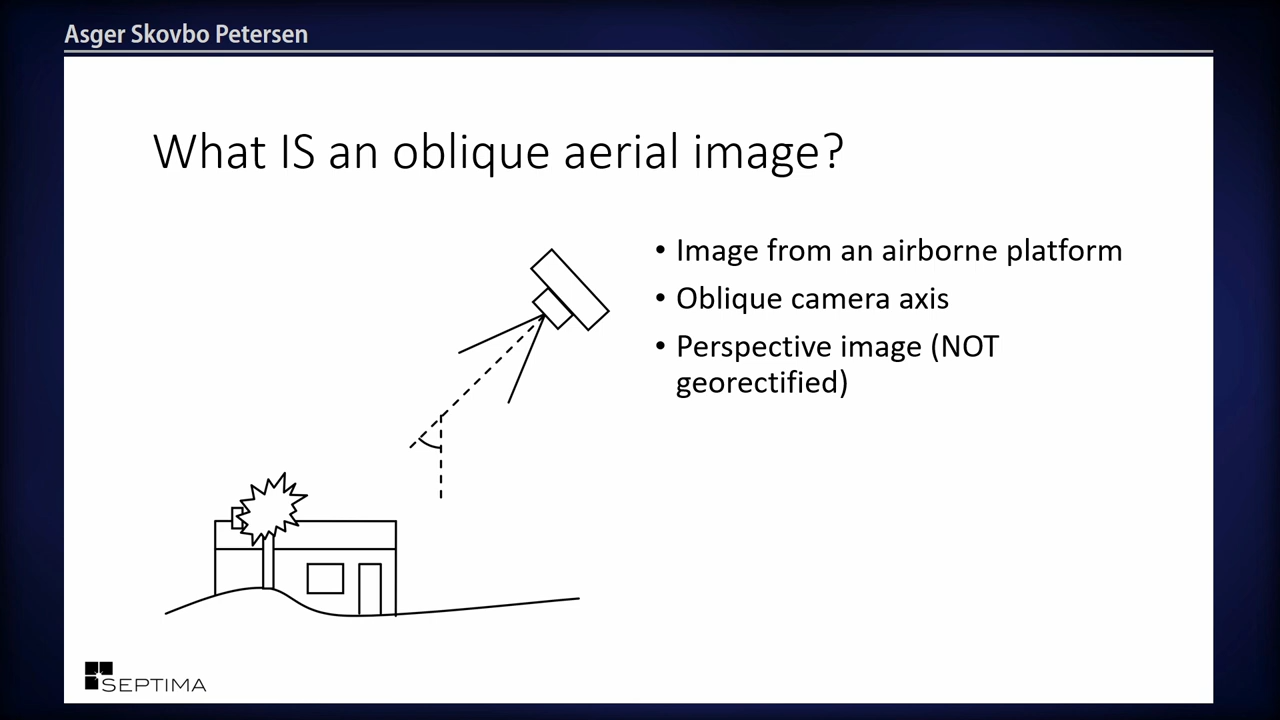 Asger Skovbo Petersen
What IS an oblique aerial image?
• Image from an airborne platform
• Oblique camera axis
• Perspective image (NOT
georectified)
SEPTIMA